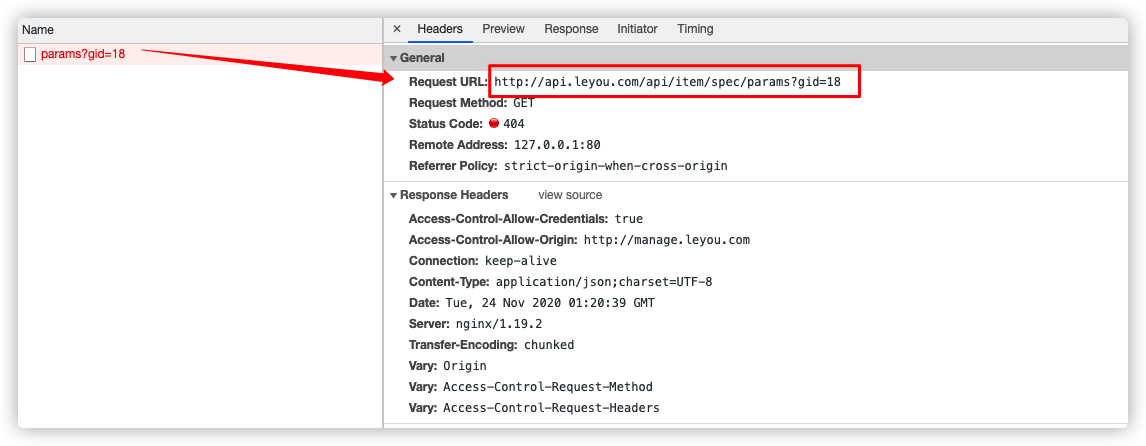 Name
params?gid=18
× Headers Preview Response Initiator Timing
General
Request URL: http://api.leyou.com/api/item/spec/params?gid=18
Request Method: GET
Status Code: 404
Remote Address: 127.0.0.1:80
Referrer Policy: strict-origin-when-cross-origin
Response Headers view source
Access-Control-Allow-Credentials: true
Access-Control-Allow-Origin: http://manage.leyou.com
Connection: keep-alive
Content-Type: application/json;charset=UTF-8
Date: Tue, 24 Nov 2020 01:20:39 GMT
Server: nginx/1.19.2
Transfer-Encoding: chunked
Vary: Origin
Vary: Access-Control-Request-Method
Vary: Access-Control-Request-Headers